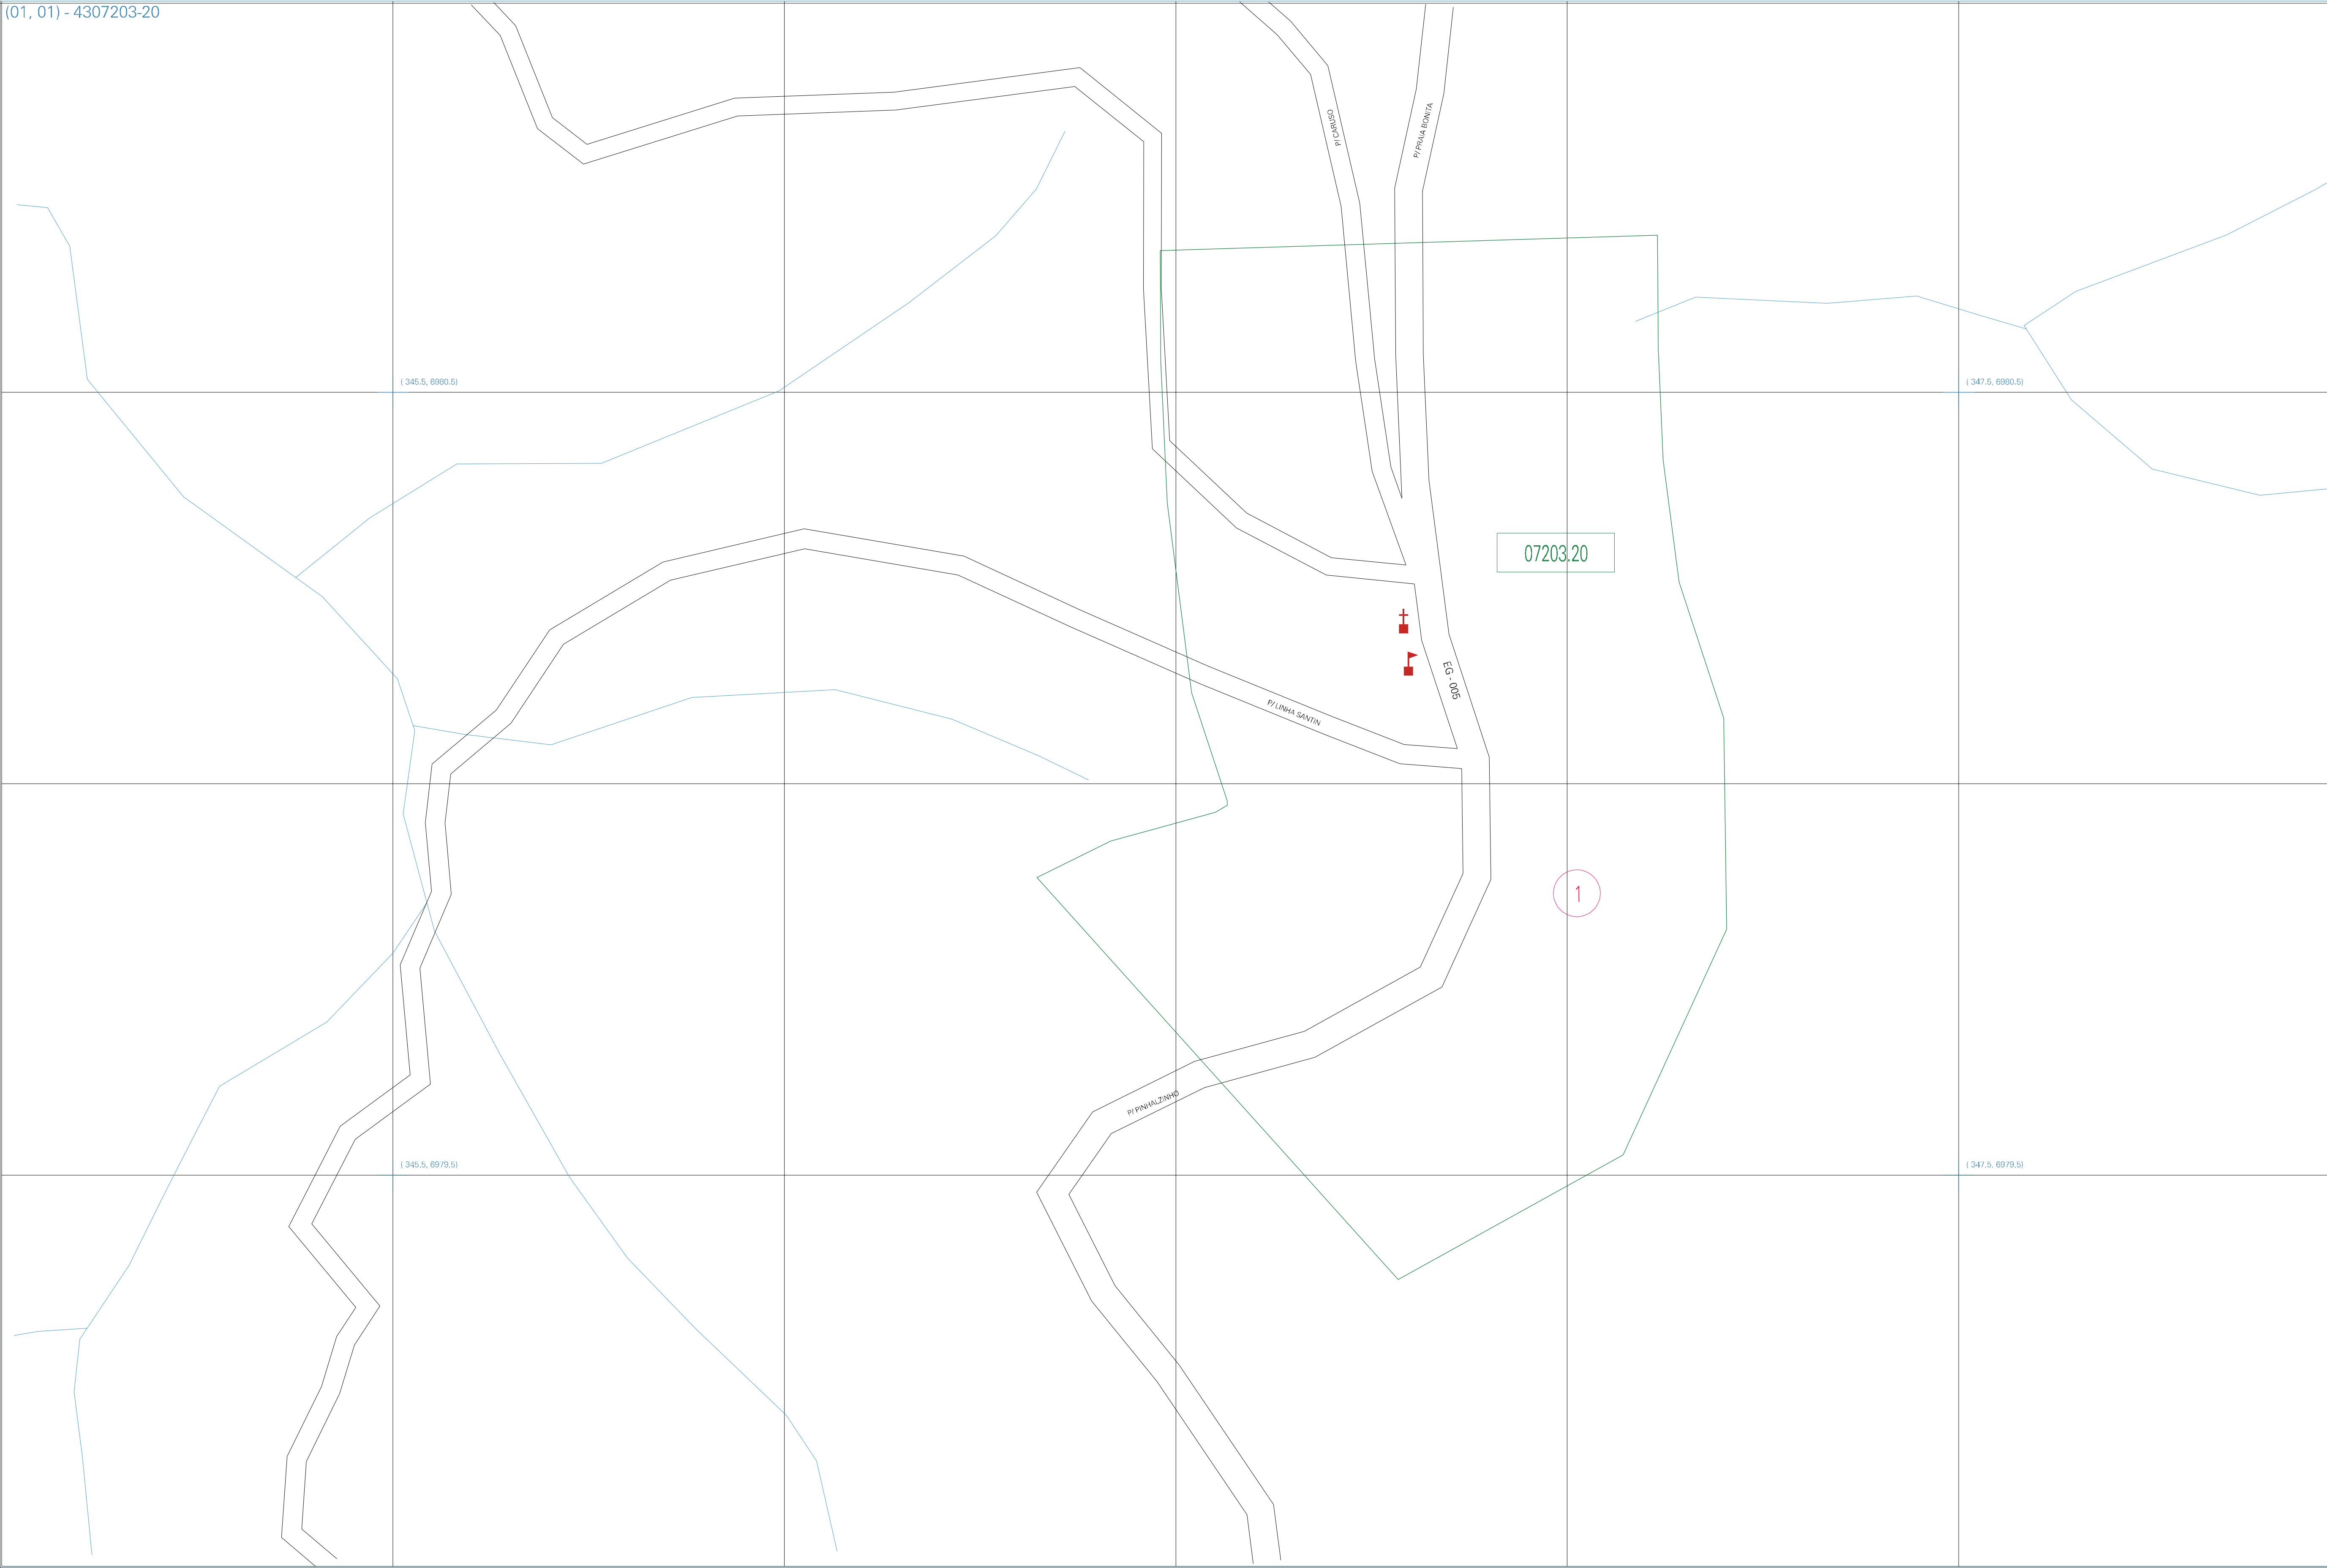 (01, 01) - 4307203-20
P/ CARUSO
P/ PRAIA BONITA
( 345.5, 6980.5)
( 347.5, 6980.5)
07203.20
EG - 005
P/ LINHA SANTIN
1
P/ PINHALZINHO
( 345.5, 6979.5)
( 347.5, 6979.5)